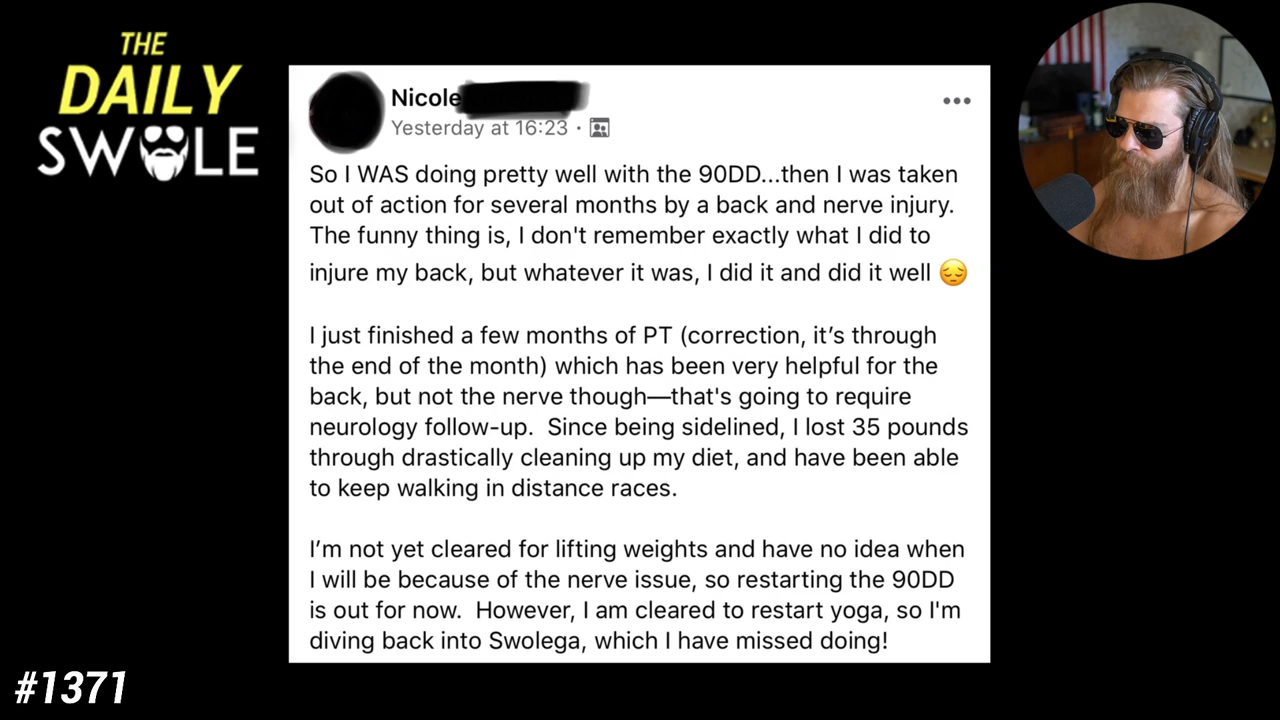 THE
DAILY
SWOLE
Nicole
Yesterday at 16:23 ·
So I WAS doing pretty well with the 90DD...then I was taken
out of action for several months by a back and nerve injury.
The funny thing is, I don't remember exactly what I did to
injure my back, but whatever it was, I did it and did it well 😔
I just finished a few months of PT (correction, it’s through
the end of the month) which has been very helpful for the
back, but not the nerve though—that's going to require
neurology follow-up.  Since being sidelined, I lost 35 pounds
through drastically cleaning up my diet, and have been able
to keep walking in distance races.
I’m not yet cleared for lifting weights and have no idea when
I will be because of the nerve issue, so restarting the 90DD
is out for now.  However, I am cleared to restart yoga, so I'm
diving back into Swolega, which I have missed doing!
#1371